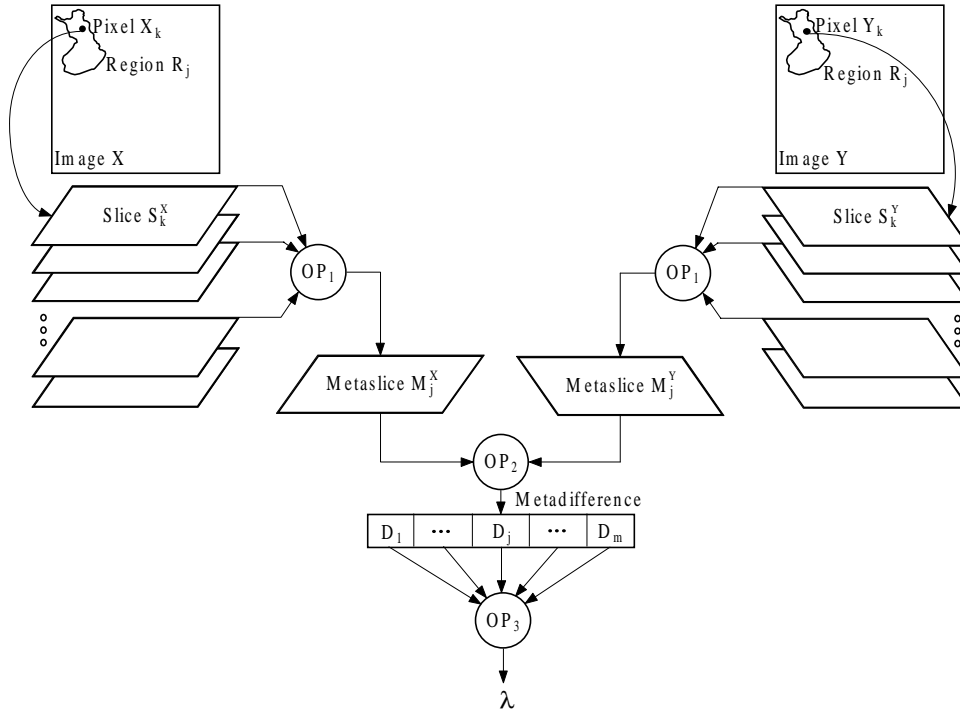 Pixel X_k
Region R_j
Image X
Pixel Y_k
Region R_j
Image Y
Slice S_k^X
Slice S_k^Y
OP_1
OP_1
Metaslice M_j^X
Metaslice M_j^Y
OP_2
Metadifference
D_1 ... D_j ... D_m
OP_3
λ